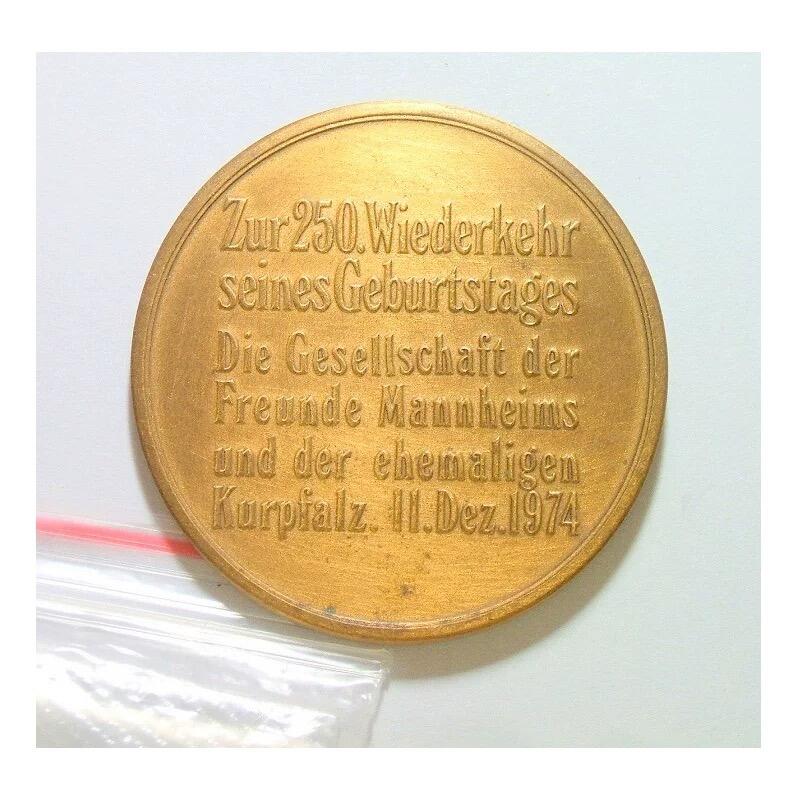 Zur 250. Wiederkehr
seines Geburtstages
Die Gesellschaft der
Freunde Mannheims
und der ehemaligen
Kurpfalz. 11. Dez. 1974